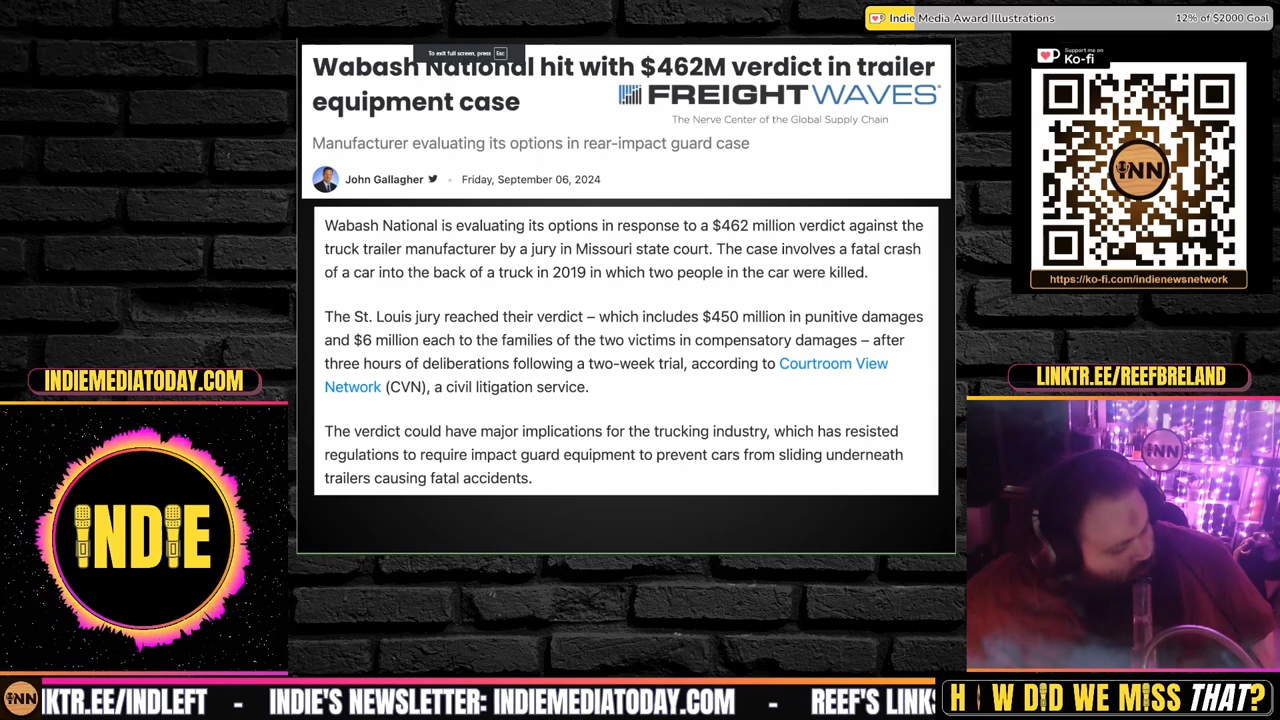 Indie Media Award Illustrations
12% of $2000 Goal
To exit full screen, press Esc
Wabash National hit with $462M verdict in trailer
equipment case
FREIGHTWAVES
The Nerve Center of the Global Supply Chain
Manufacturer evaluating its options in rear-impact guard case
John Gallagher
Friday, September 06, 2024
Wabash National is evaluating its options in response to a $462 million verdict against the
truck trailer manufacturer by a jury in Missouri state court. The case involves a fatal crash
of a car into the back of a truck in 2019 in which two people in the car were killed.
The St. Louis jury reached their verdict – which includes $450 million in punitive damages
and $6 million each to the families of the two victims in compensatory damages – after
three hours of deliberations following a two-week trial, according to Courtroom View
Network (CVN), a civil litigation service.
The verdict could have major implications for the trucking industry, which has resisted
regulations to require impact guard equipment to prevent cars from sliding underneath
trailers causing fatal accidents.
Support me on
Ko-fi
iNN
https://ko-fi.com/indienewsnetwork
INDIEMEDIATODAY.COM
LINKTR.EE/REEFBRELAND
iNDiE
iNN
iNN
KTR.EE/INDLEFT - INDIE'S NEWSLETTER: INDIEMEDIATODAY.COM - REEF'S LINKS
HOW DiD WE MiSS THAT?